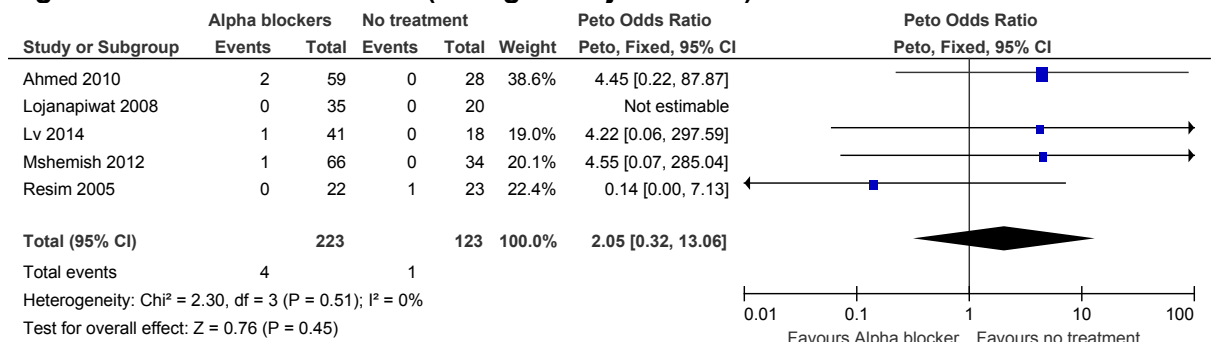 Alpha blockers No treatment Peto Odds Ratio Peto Odds Ratio
Study or Subgroup Events Total Events Total Weight Peto, Fixed, 95% CI Peto, Fixed, 95% CI
Ahmed 2010 2 59 0 28 38.6% 4.45 [0.22, 87.87]
Lojanapiwat 2008 0 35 0 20 Not estimable
Lv 2014 1 41 0 18 19.0% 4.22 [0.06, 297.59]
Mshemish 2012 1 66 0 34 20.1% 4.55 [0.07, 285.04]
Resim 2005 0 22 1 23 22.4% 0.14 [0.00, 7.13]
Total (95% CI) 223 123 100.0% 2.05 [0.32, 13.06]
Total events 4 1
Heterogeneity: Chi² = 2.30, df = 3 (P = 0.51); I² = 0%
Test for overall effect: Z = 0.76 (P = 0.45)
0.01 0.1 1 10 100
Favours Alpha blocker Favours no treatment